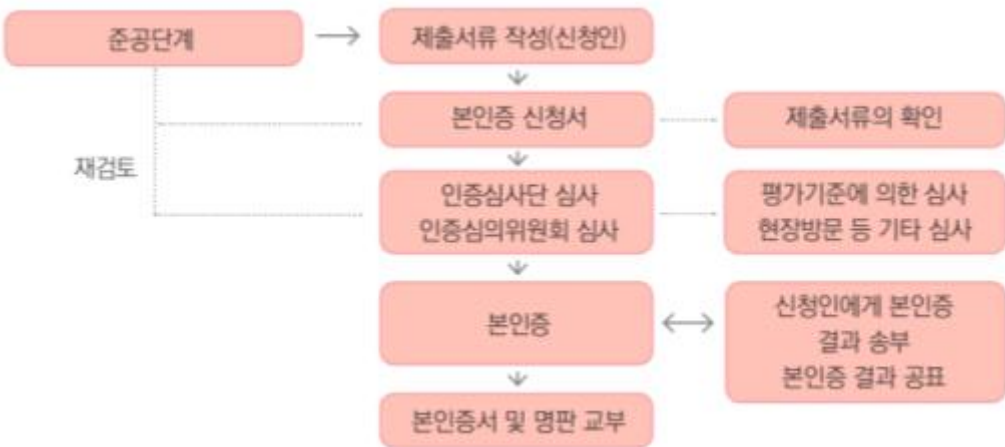 준공단계
제출서류 작성(신청인)
본인증 신청서
제출서류의 확인
재검토
인증심사단 심사
인증심의위원회 심사
평가기준에 의한 심사
현장방문 등 기타 심사
본인증
신청인에게 본인증
결과 송부
본인증 결과 공표
본인증서 및 명판 교부